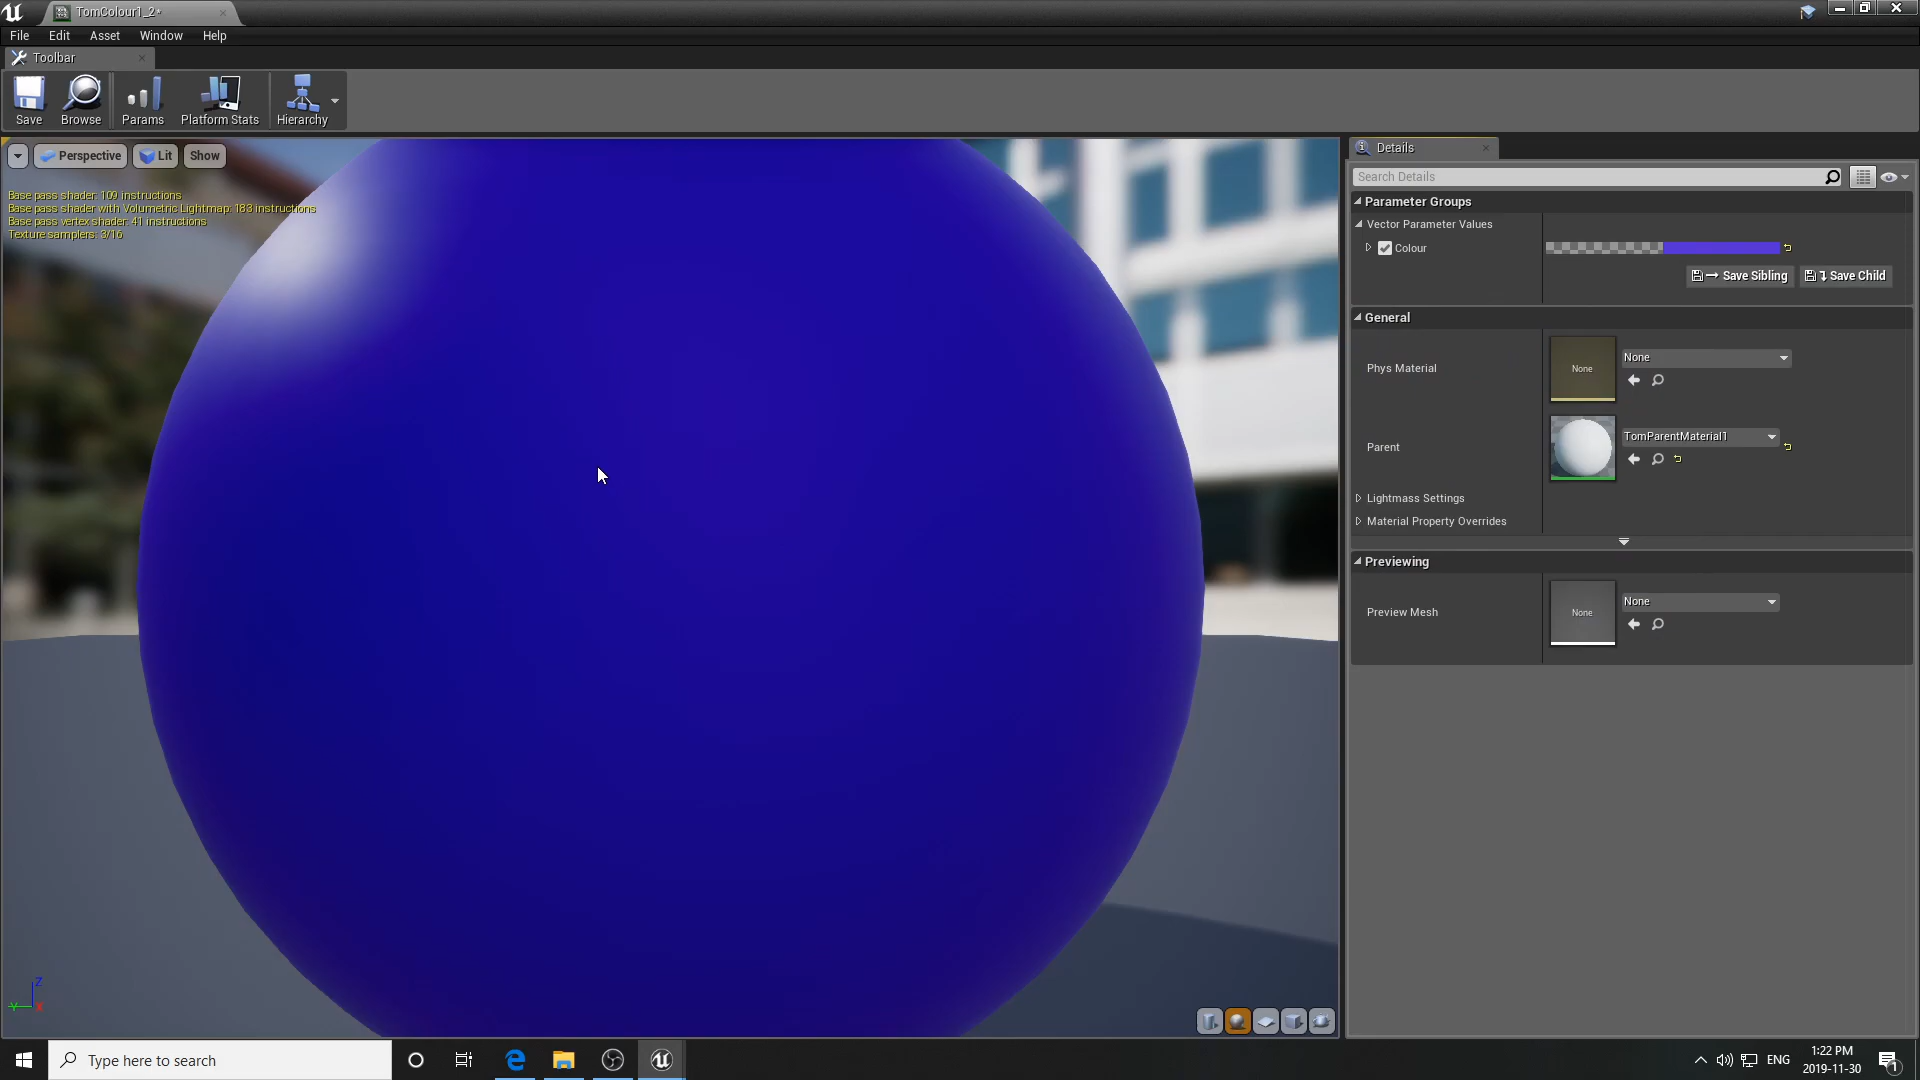 TomColour1_2*
File Edit Asset Window Help
Toolbar
Save Browse Params Platform Stats Hierarchy
Perspective Lit Show
Base pass shader: 109 instructions
Base pass shader with Volumetric Lightmap: 183 instructions
Base pass vertex shader: 41 instructions
Texture samplers: 3/16
Z
Y
X
Details
Search Details
Parameter Groups
Vector Parameter Values
Colour
Save Sibling Save Child
General
Phys Material None None
Parent TomParentMaterial1
Lightmass Settings
Material Property Overrides
Previewing
Preview Mesh None None
Type here to search
ENG
1:22 PM
2019-11-30
1